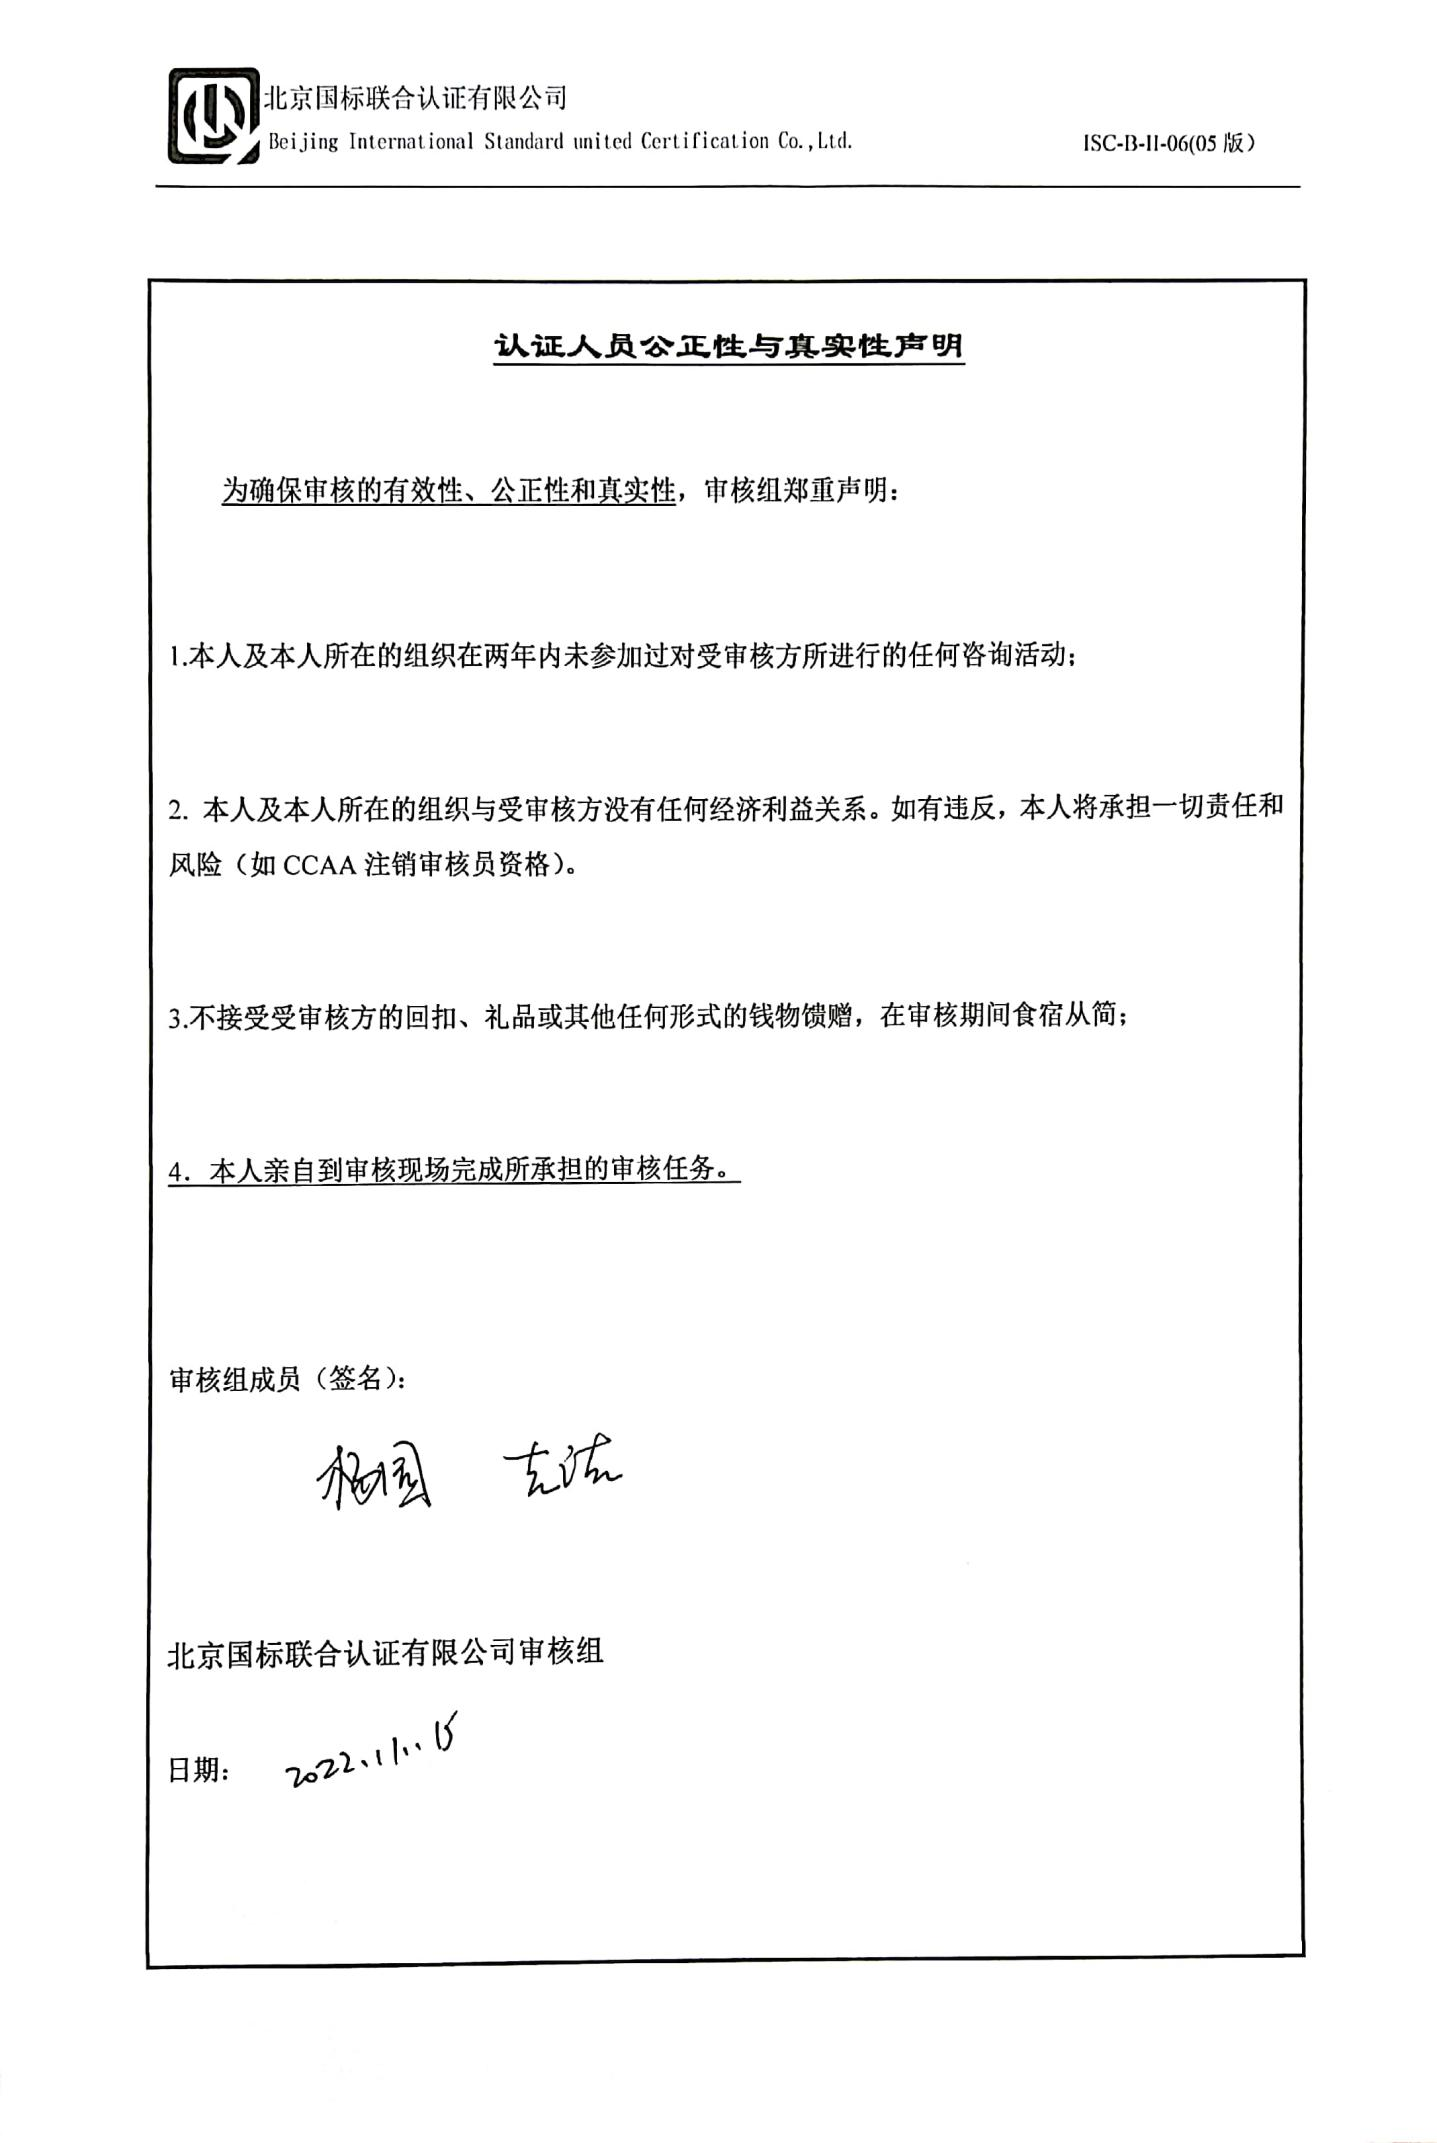 北京国标联合认证有限公司
Beijing International Standard united Certification Co.,Ltd.
ISC-B-II-06(05 版）
认证人员公正性与真实性声明
为确保审核的有效性、公正性和真实性，审核组郑重声明：
1.本人及本人所在的组织在两年内未参加过对受审核方所进行的任何咨询活动；
2. 本人及本人所在的组织与受审核方没有任何经济利益关系。如有违反，本人将承担一切责任和
风险（如 CCAA 注销审核员资格）。
3.不接受受审核方的回扣、礼品或其他任何形式的钱物馈赠，在审核期间食宿从简；
4. 本人亲自到审核现场完成所承担的审核任务。
审核组成员（签名）：
北京国标联合认证有限公司审核组
日期： 2022.11.15